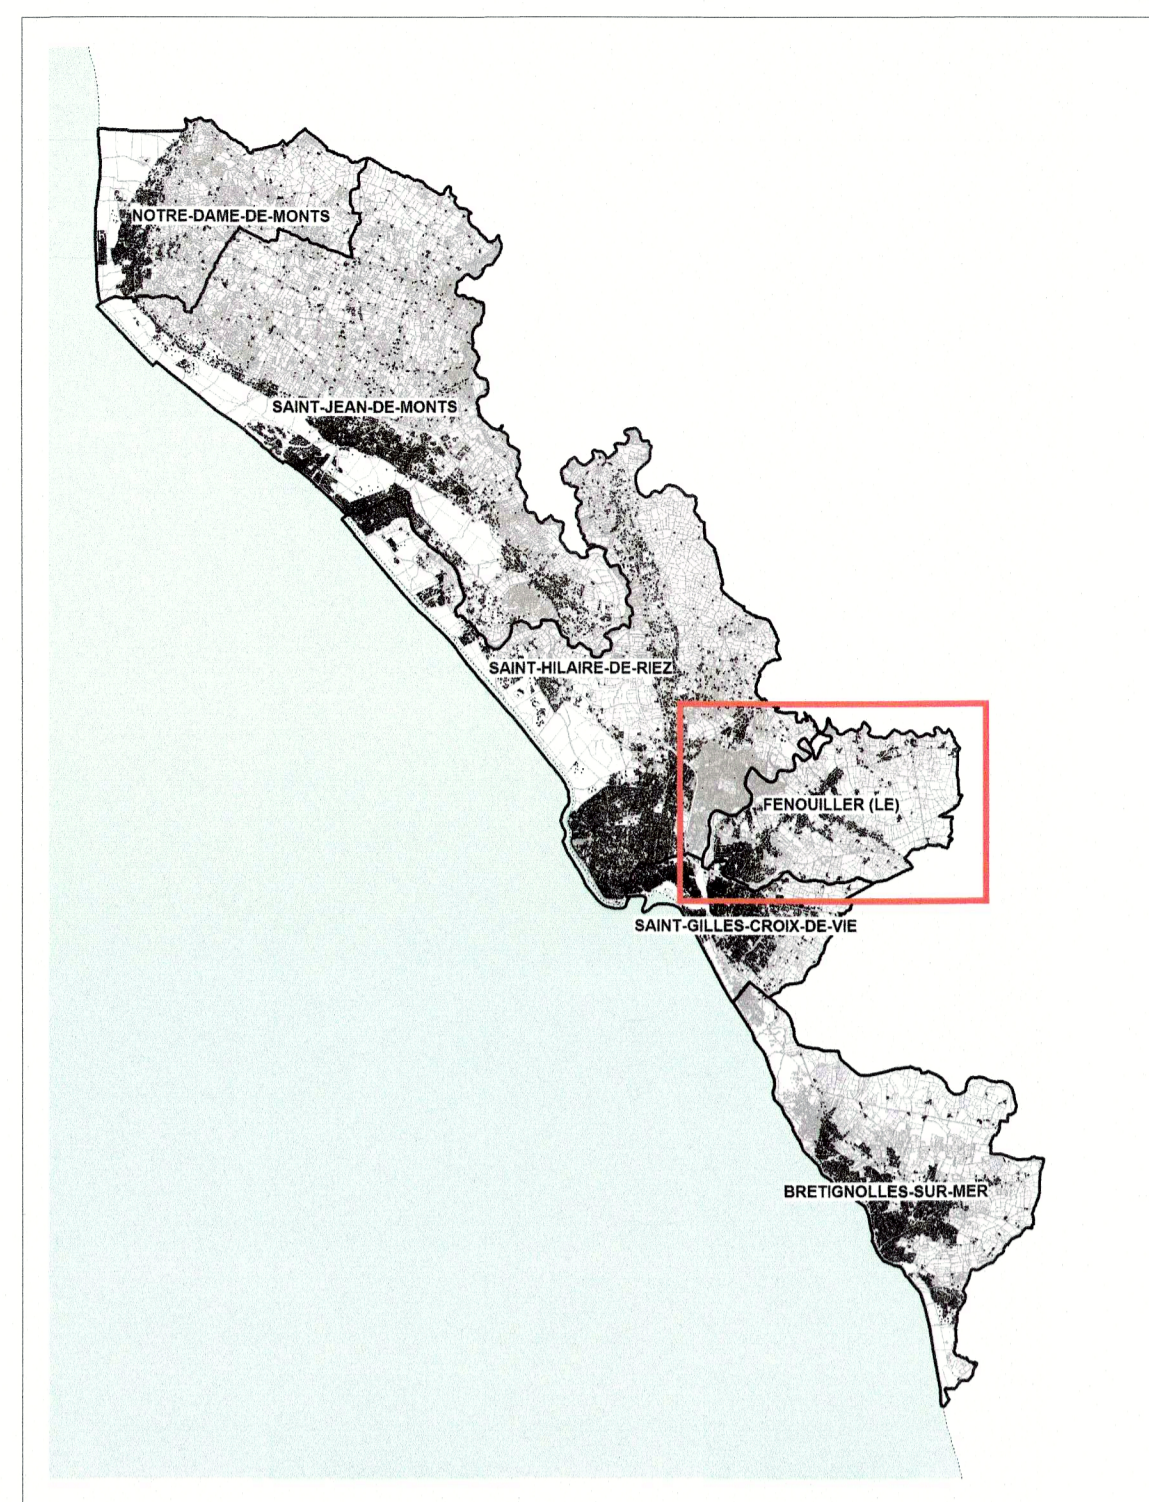 NOTRE-DAME-DE-MONTS
SAINT-JEAN-DE-MONTS
SAINT-HILAIRE-DE-RIEZ
FENOUILLER (LE)
SAINT-GILLES-CROIX-DE-VIE
BRETIGNOLLES-SUR-MER